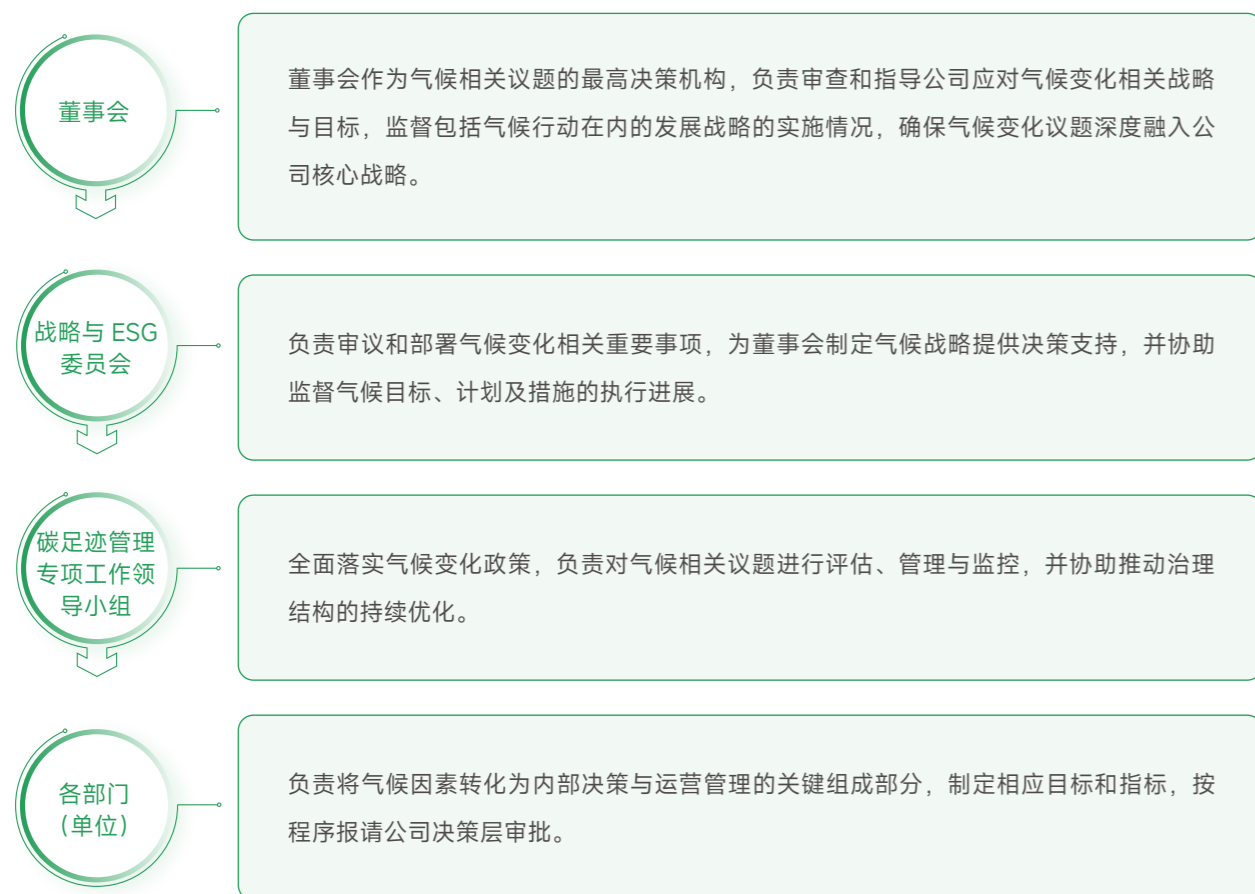 董事会
董事会作为气候相关议题的最高决策机构，负责审查和指导公司应对气候变化相关战略
与目标，监督包括气候行动在内的发展战略的实施情况，确保气候变化议题深度融入公
司核心战略。
战略与 ESG
委员会
负责审议和部署气候变化相关重要事项，为董事会制定气候战略提供决策支持，并协助
监督气候目标、计划及措施的执行进展。
碳足迹管理
专项工作领
导小组
全面落实气候变化政策，负责对气候相关议题进行评估、管理与监控，并协助推动治理
结构的持续优化。
各部门
（单位）
负责将气候因素转化为内部决策与运营管理的关键组成部分，制定相应目标和指标，按
程序报请公司决策层审批。